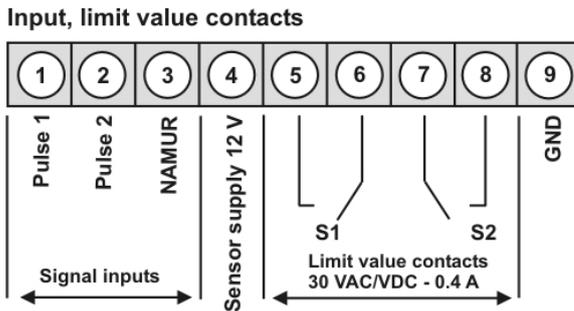 Input, limit value contacts
1 2 3 4 5 6 7 8 9
Pulse 1
Pulse 2
NAMUR
Sensor supply 12 V
GND
S1 S2
Signal inputs
Limit value contacts
30 VAC/VDC - 0.4 A